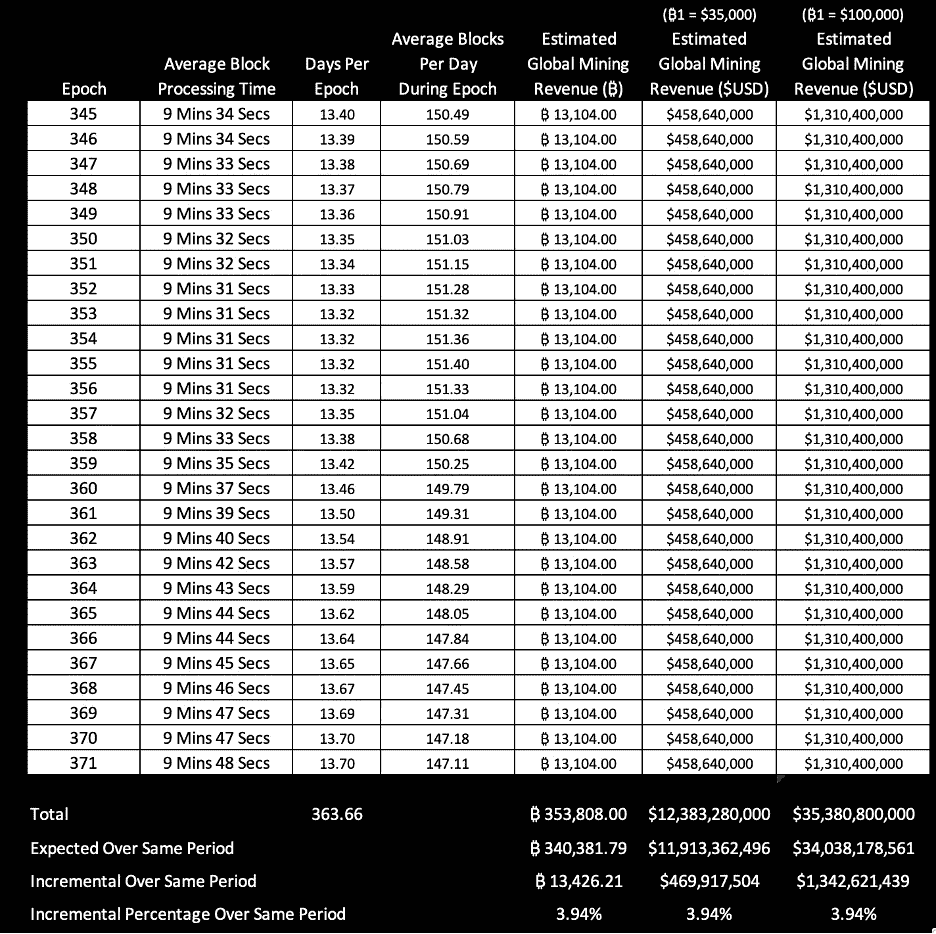 (₿1 = $35,000) (₿1 = $100,000)
Average Blocks Estimated Estimated Estimated
Average Block Days Per Per Day Global Mining Global Mining Global Mining
Epoch Processing Time Epoch During Epoch Revenue (₿) Revenue ($USD) Revenue ($USD)
345 9 Mins 34 Secs 13.40 150.49 ₿ 13,104.00 $458,640,000 $1,310,400,000
346 9 Mins 34 Secs 13.39 150.59 ₿ 13,104.00 $458,640,000 $1,310,400,000
347 9 Mins 33 Secs 13.38 150.69 ₿ 13,104.00 $458,640,000 $1,310,400,000
348 9 Mins 33 Secs 13.37 150.79 ₿ 13,104.00 $458,640,000 $1,310,400,000
349 9 Mins 33 Secs 13.36 150.91 ₿ 13,104.00 $458,640,000 $1,310,400,000
350 9 Mins 32 Secs 13.35 151.03 ₿ 13,104.00 $458,640,000 $1,310,400,000
351 9 Mins 32 Secs 13.34 151.15 ₿ 13,104.00 $458,640,000 $1,310,400,000
352 9 Mins 31 Secs 13.33 151.28 ₿ 13,104.00 $458,640,000 $1,310,400,000
353 9 Mins 31 Secs 13.32 151.32 ₿ 13,104.00 $458,640,000 $1,310,400,000
354 9 Mins 31 Secs 13.32 151.36 ₿ 13,104.00 $458,640,000 $1,310,400,000
355 9 Mins 31 Secs 13.32 151.40 ₿ 13,104.00 $458,640,000 $1,310,400,000
356 9 Mins 31 Secs 13.32 151.33 ₿ 13,104.00 $458,640,000 $1,310,400,000
357 9 Mins 32 Secs 13.35 151.04 ₿ 13,104.00 $458,640,000 $1,310,400,000
358 9 Mins 33 Secs 13.38 150.68 ₿ 13,104.00 $458,640,000 $1,310,400,000
359 9 Mins 35 Secs 13.42 150.25 ₿ 13,104.00 $458,640,000 $1,310,400,000
360 9 Mins 37 Secs 13.46 149.79 ₿ 13,104.00 $458,640,000 $1,310,400,000
361 9 Mins 39 Secs 13.50 149.31 ₿ 13,104.00 $458,640,000 $1,310,400,000
362 9 Mins 40 Secs 13.54 148.91 ₿ 13,104.00 $458,640,000 $1,310,400,000
363 9 Mins 42 Secs 13.57 148.58 ₿ 13,104.00 $458,640,000 $1,310,400,000
364 9 Mins 43 Secs 13.59 148.29 ₿ 13,104.00 $458,640,000 $1,310,400,000
365 9 Mins 44 Secs 13.62 148.05 ₿ 13,104.00 $458,640,000 $1,310,400,000
366 9 Mins 44 Secs 13.64 147.84 ₿ 13,104.00 $458,640,000 $1,310,400,000
367 9 Mins 45 Secs 13.65 147.66 ₿ 13,104.00 $458,640,000 $1,310,400,000
368 9 Mins 46 Secs 13.67 147.45 ₿ 13,104.00 $458,640,000 $1,310,400,000
369 9 Mins 47 Secs 13.69 147.31 ₿ 13,104.00 $458,640,000 $1,310,400,000
370 9 Mins 47 Secs 13.70 147.18 ₿ 13,104.00 $458,640,000 $1,310,400,000
371 9 Mins 48 Secs 13.70 147.11 ₿ 13,104.00 $458,640,000 $1,310,400,000
Total 363.66 ₿ 353,808.00 $12,383,280,000 $35,380,800,000
Expected Over Same Period ₿ 340,381.79 $11,913,362,496 $34,038,178,561
Incremental Over Same Period ₿ 13,426.21 $469,917,504 $1,342,621,439
Incremental Percentage Over Same Period 3.94% 3.94% 3.94%